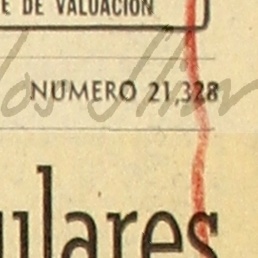 E DE VALUACION
NUMERO 21,328
ulares